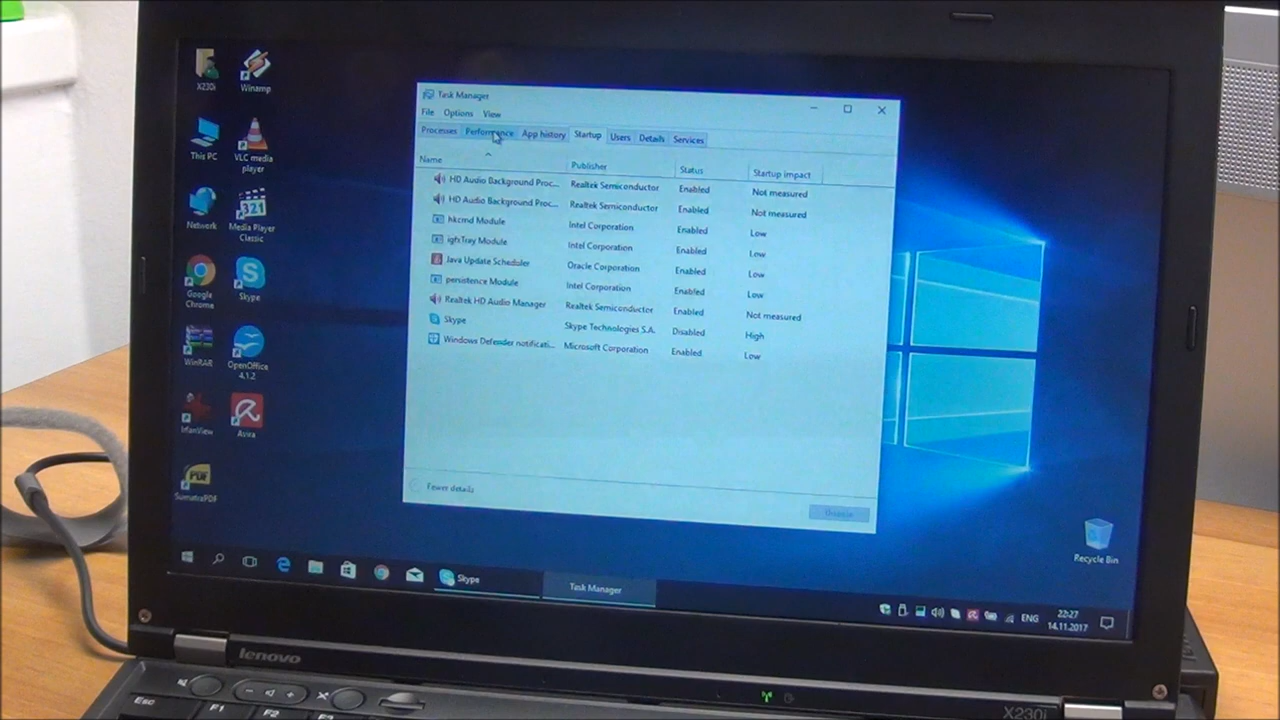 X230i
Winamp
This PC
VLC media
player
Network
Media Player
Classic
321
Google
Chrome
Skype
WinRAR
OpenOffice
4.1.2
IrfanView
Avira
PDF
SumatraPDF
Task Manager
File Options View
Processes Performance App history Startup Users Details Services
Name Publisher Status Startup impact
HD Audio Background Proc... Realtek Semiconductor Enabled Not measured
HD Audio Background Proc... Realtek Semiconductor Enabled Not measured
hkcmd Module Intel Corporation Enabled Low
igfxTray Module Intel Corporation Enabled Low
Java Update Scheduler Oracle Corporation Enabled Low
persistence Module Intel Corporation Enabled Low
Realtek HD Audio Manager Realtek Semiconductor Enabled Not measured
Skype Skype Technologies S.A. Disabled High
Windows Defender notificati... Microsoft Corporation Enabled Low
Fewer details
Disable
Recycle Bin
Skype
Task Manager
ENG
22:27
14.11.2017
lenovo
Esc
F1
F2
F3
X230i